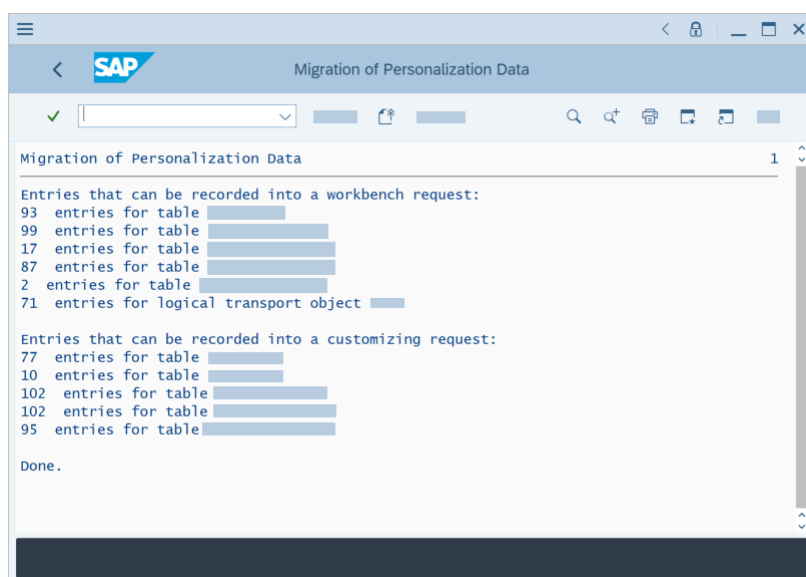 SAP
Migration of Personalization Data
Migration of Personalization Data 1
Entries that can be recorded into a workbench request:
93 entries for table
99 entries for table
17 entries for table
87 entries for table
2 entries for table
71 entries for logical transport object
Entries that can be recorded into a customizing request:
77 entries for table
10 entries for table
102 entries for table
102 entries for table
95 entries for table
Done.